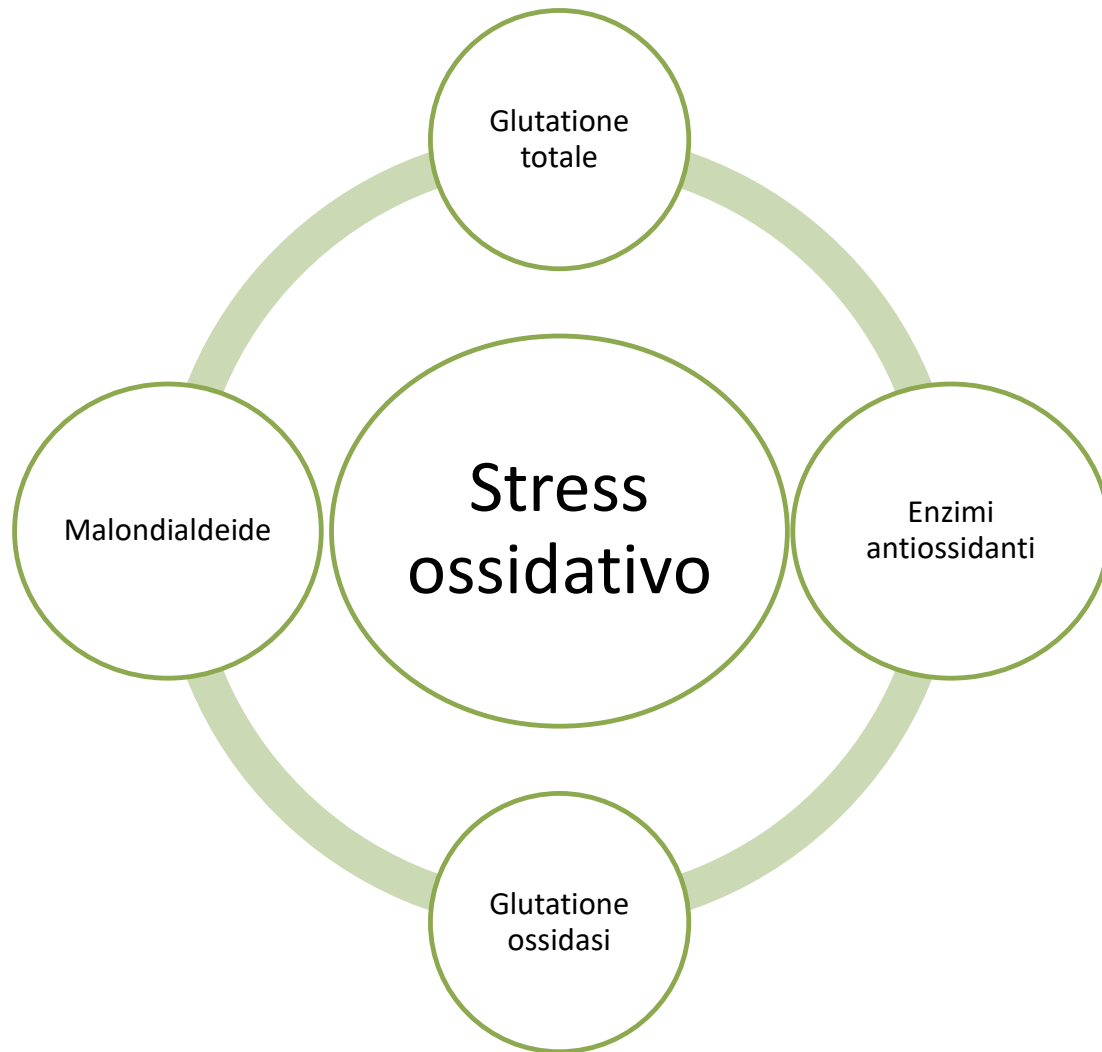 Glutatione
totale
Malondialdeide
Stress
ossidativo
Enzimi
antiossidanti
Glutatione
ossidasi